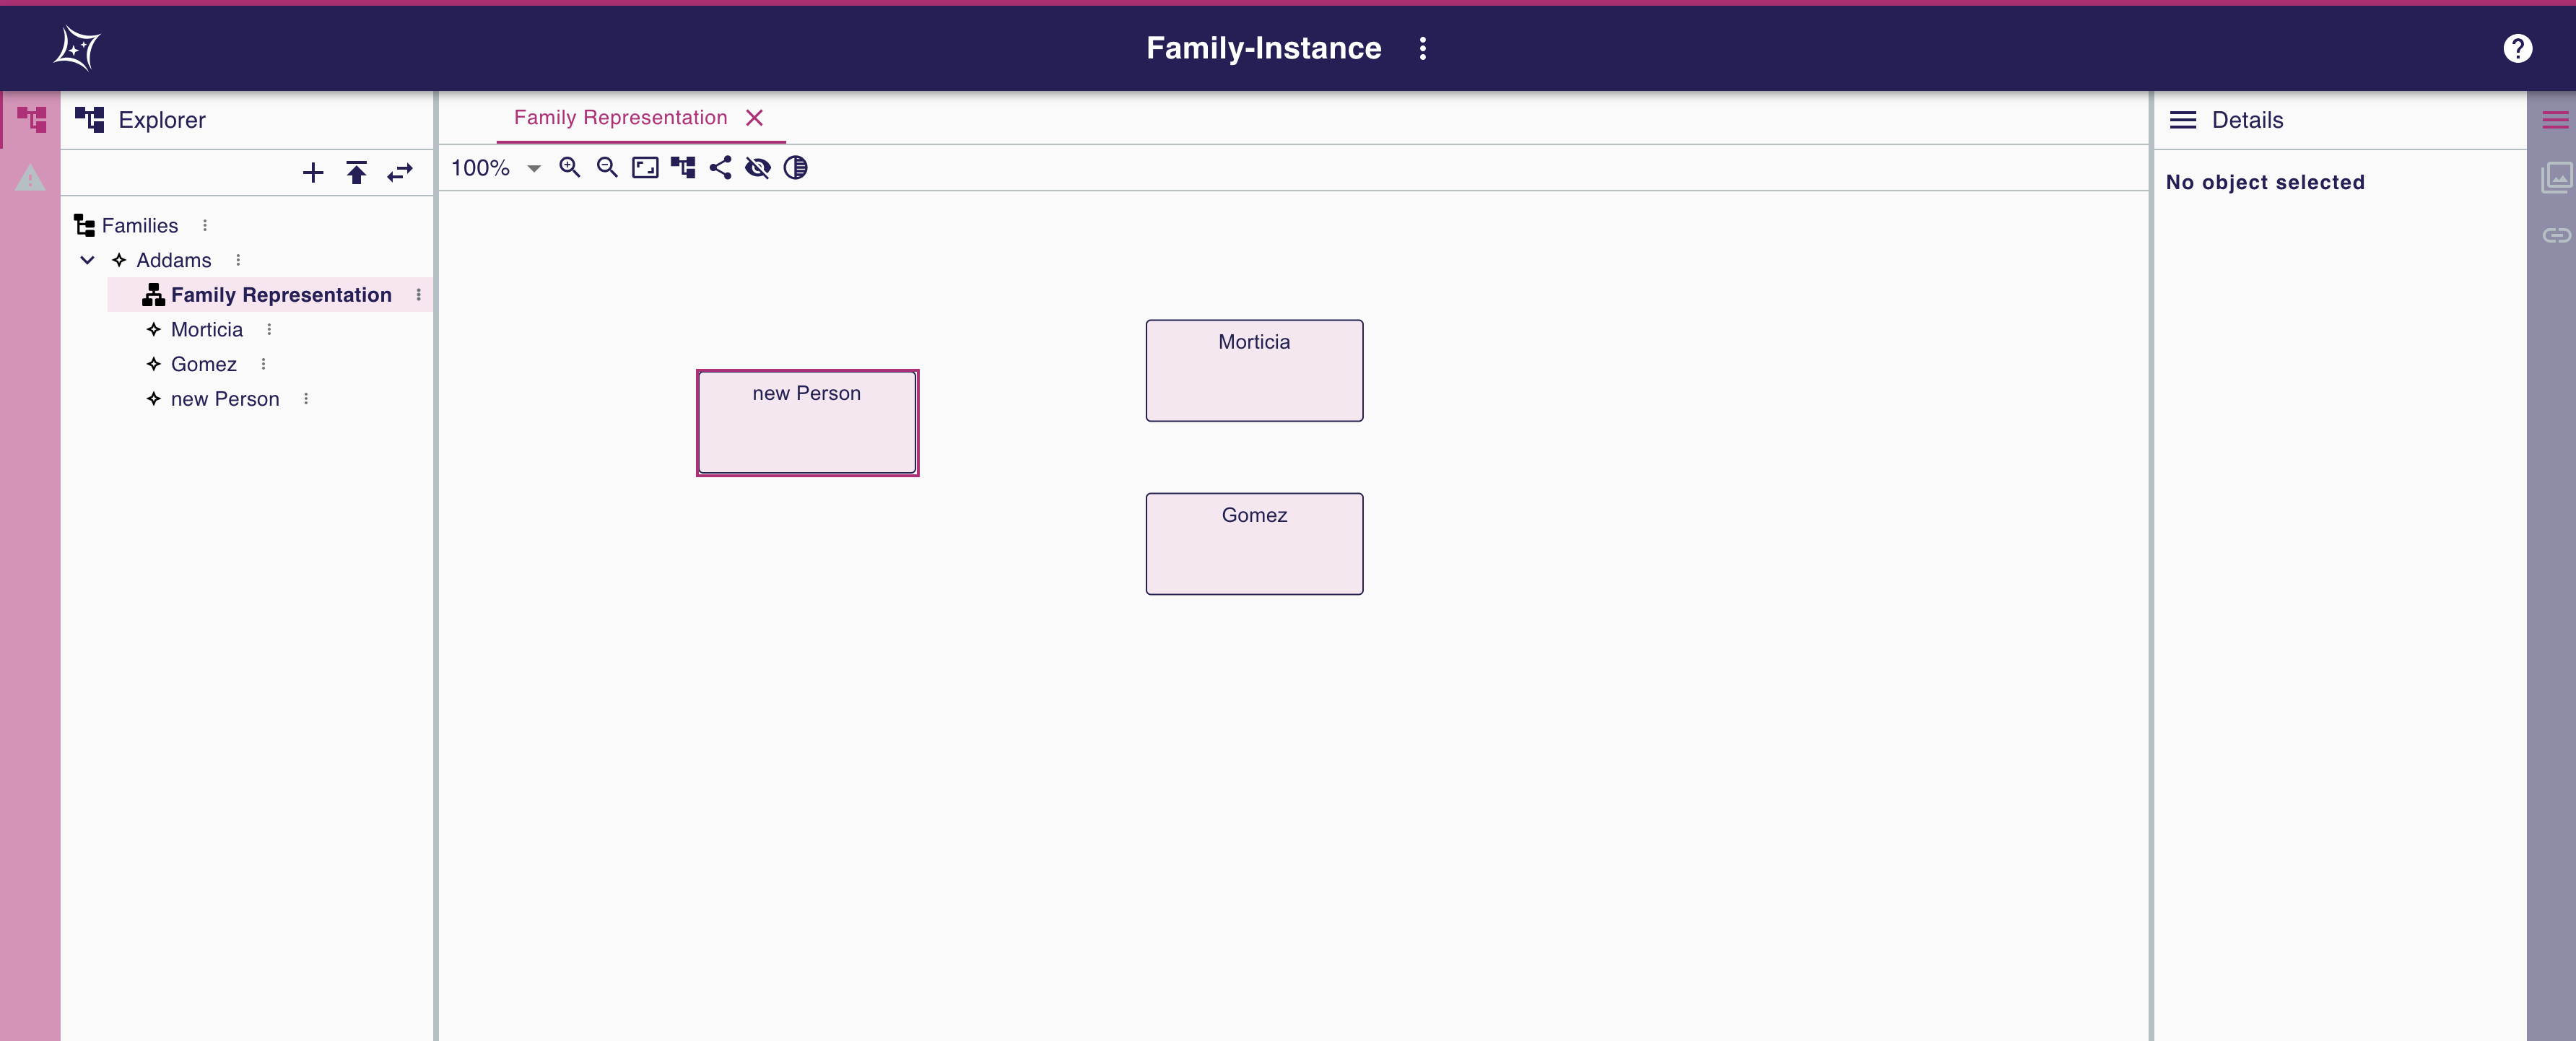 Family-Instance
Explorer
Families
Addams
Family Representation
Morticia
Gomez
new Person
Family Representation
100%
new Person
Morticia
Gomez
Details
No object selected